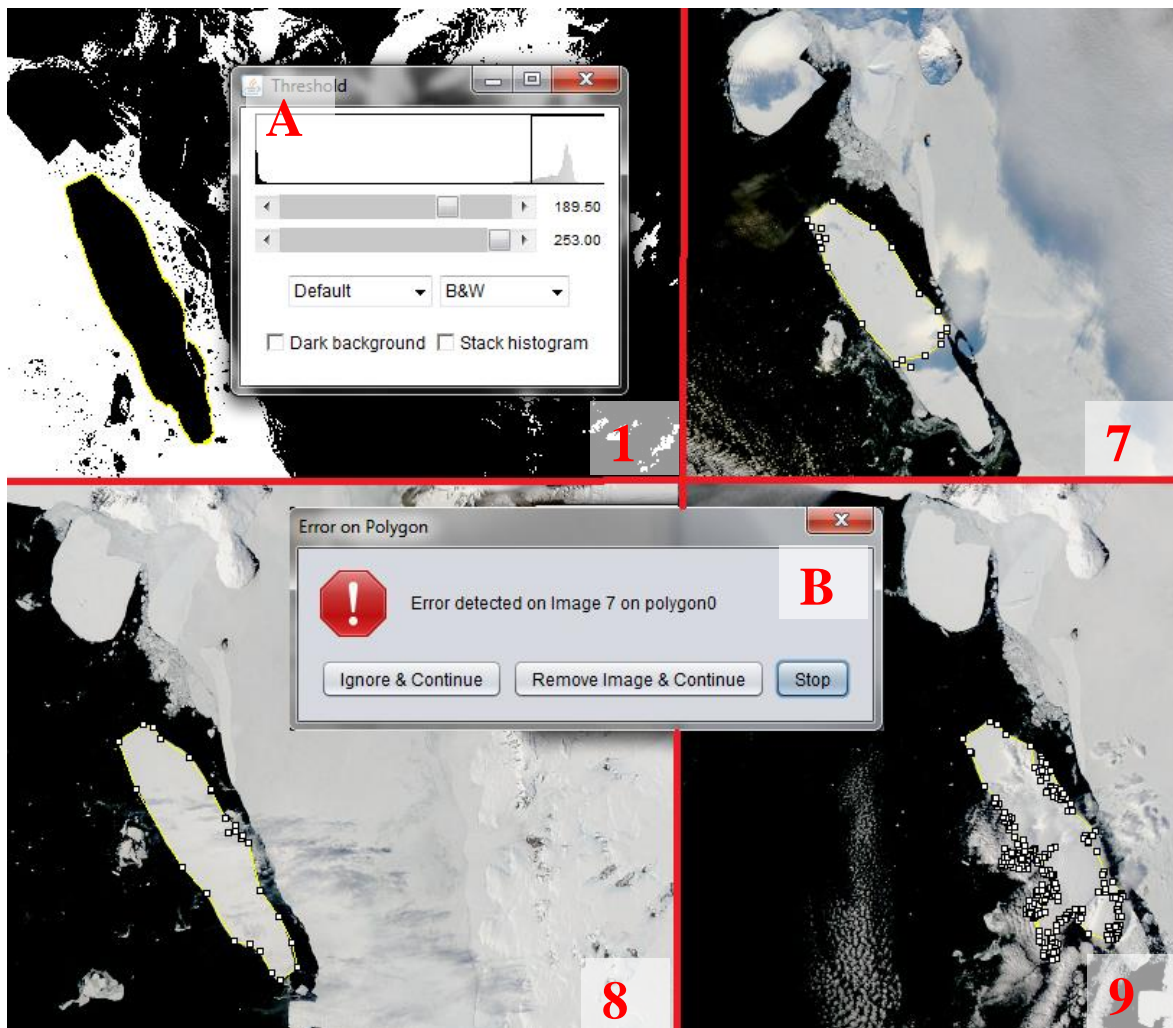 Threshold
A
189.50
253.00
Default
B&W
Dark background
Stack histogram
1
7
Error on Polygon
B
Error detected on Image 7 on polygon0
Ignore & Continue
Remove Image & Continue
Stop
8
9